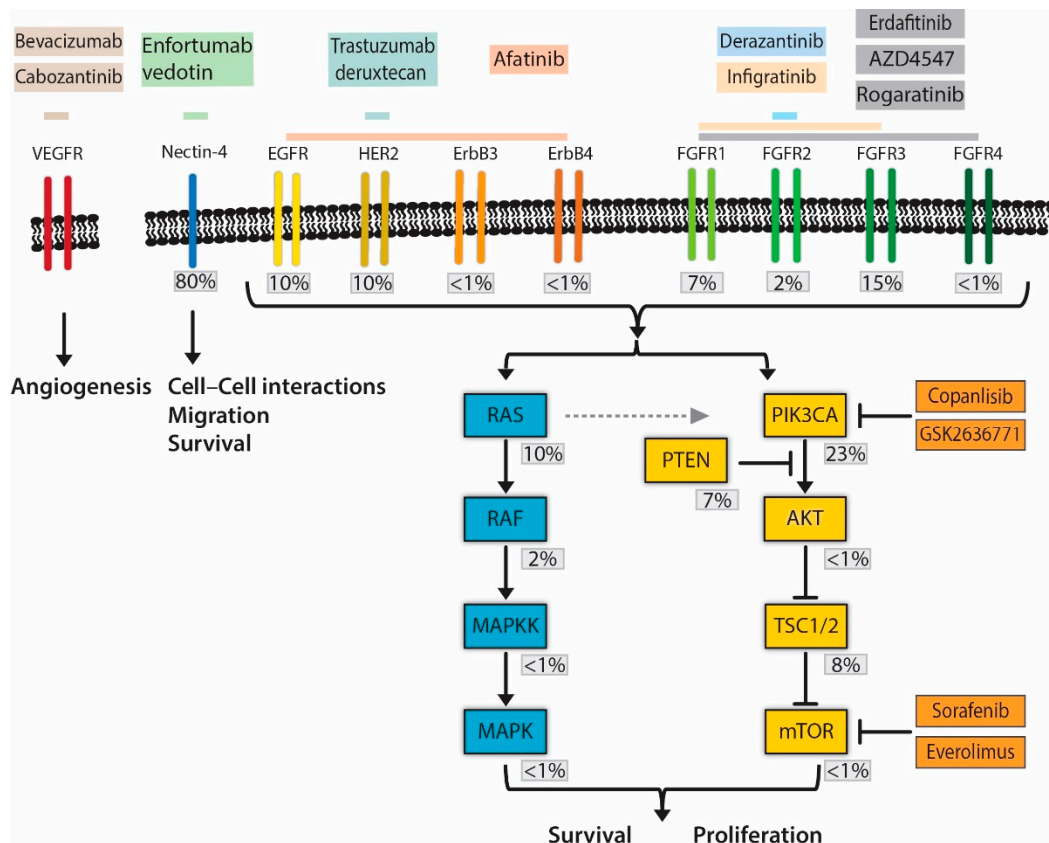 Bevacizumab
Cabozantinib
Enfortumab
vedotin
Trastuzumab
deruxtecan
Afatinib
Derazantinib
Infigratinib
Erdafitinib
AZD4547
Rogaratinib
VEGFR
Nectin-4
EGFR
HER2
ErbB3
ErbB4
FGFR1
FGFR2
FGFR3
FGFR4
80%
10%
10%
<1%
<1%
7%
2%
15%
<1%
Angiogenesis
Cell–Cell interactions
Migration
Survival
RAS
10%
RAF
2%
MAPKK
<1%
MAPK
<1%
PTEN
7%
PIK3CA
23%
AKT
<1%
TSC1/2
8%
mTOR
<1%
Copanlisib
GSK2636771
Sorafenib
Everolimus
Survival
Proliferation